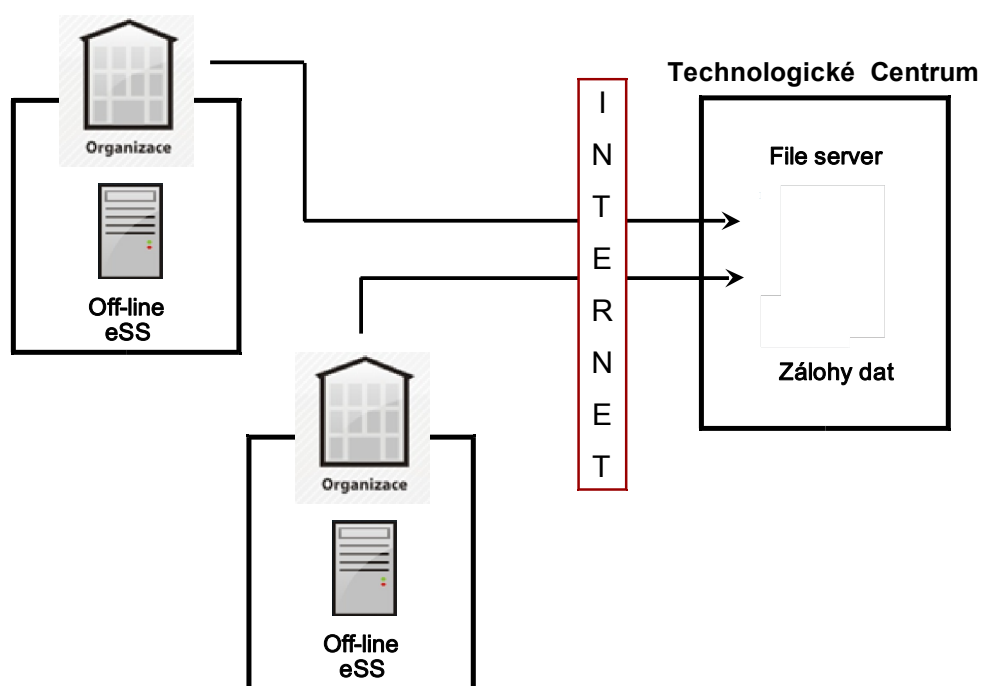 Organizace
Off-line
eSS
Organizace
Off-line
eSS
I
N
T
E
R
N
E
T
Technologické Centrum
File server
Zálohy dat